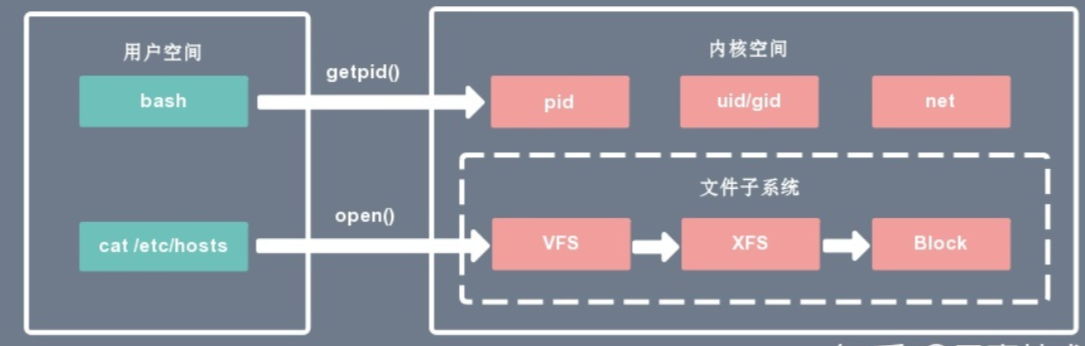 用户空间
内核空间
getpid()
bash
pid
uid/gid
net
文件子系统
open()
cat /etc/hosts
VFS
XFS
Block